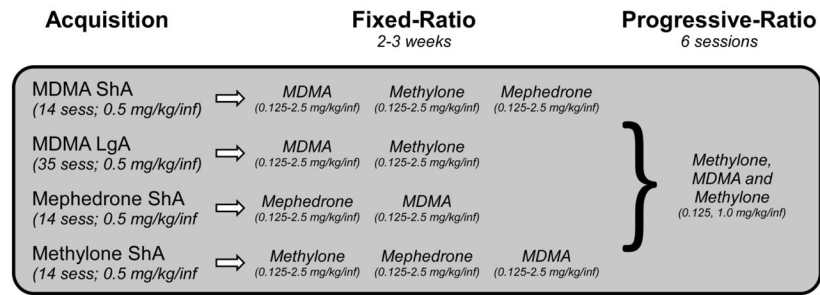 Acquisition
Fixed-Ratio
2-3 weeks
Progressive-Ratio
6 sessions
MDMA ShA
(14 sess; 0.5 mg/kg/inf)
MDMA
(0.125-2.5 mg/kg/inf)
Methylone
(0.125-2.5 mg/kg/inf)
Mephedrone
(0.125-2.5 mg/kg/inf)
MDMA LgA
(35 sess; 0.5 mg/kg/inf)
MDMA
(0.125-2.5 mg/kg/inf)
Methylone
(0.125-2.5 mg/kg/inf)
Mephedrone ShA
(14 sess; 0.5 mg/kg/inf
Mephedrone
(0.125-2.5 mg/kg/inf)
MDMA
(0.125-2.5 mg/kg/inf)
Methylone ShA
(14 sess; 0.5 mg/kg/inf
Methylone
(0.125-2.5 mg/kg/inf)
Mephedrone
(0.125-2.5 mg/kg/inf)
MDMA
(0.125-2.5 mg/kg/inf)
Methylone,
MDMA and
Methylone
(0.125, 1.0 mg/kg/inf)